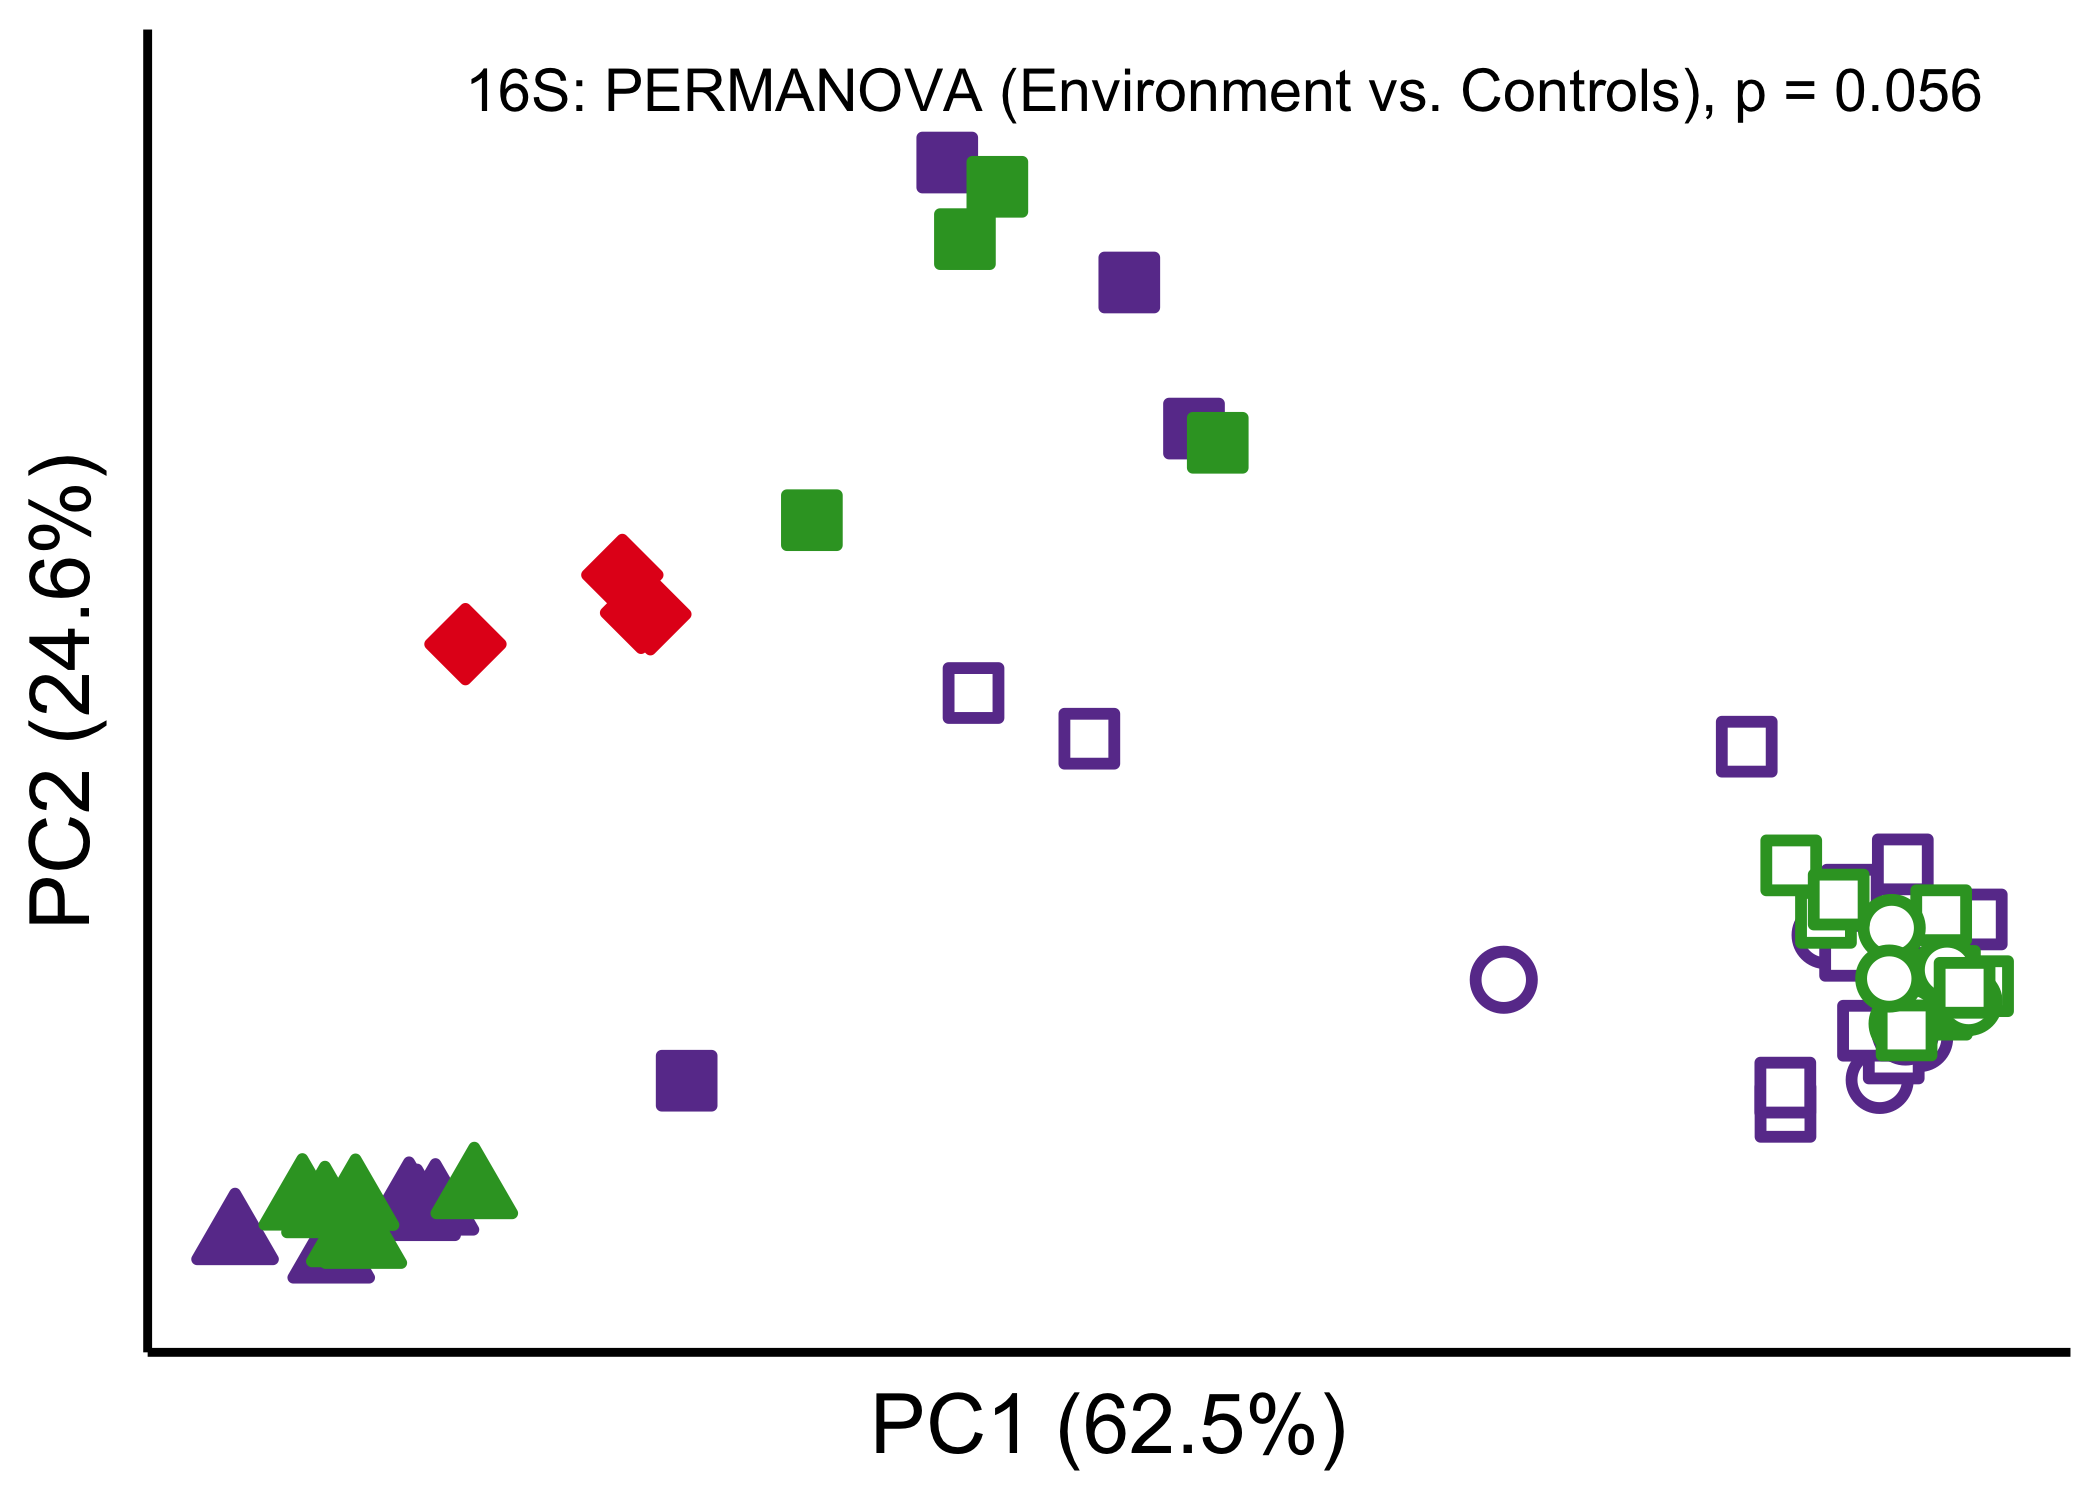 16S: PERMANOVA (Environment vs. Controls), p = 0.056
PC2 (24.6%)
PC1 (62.5%)